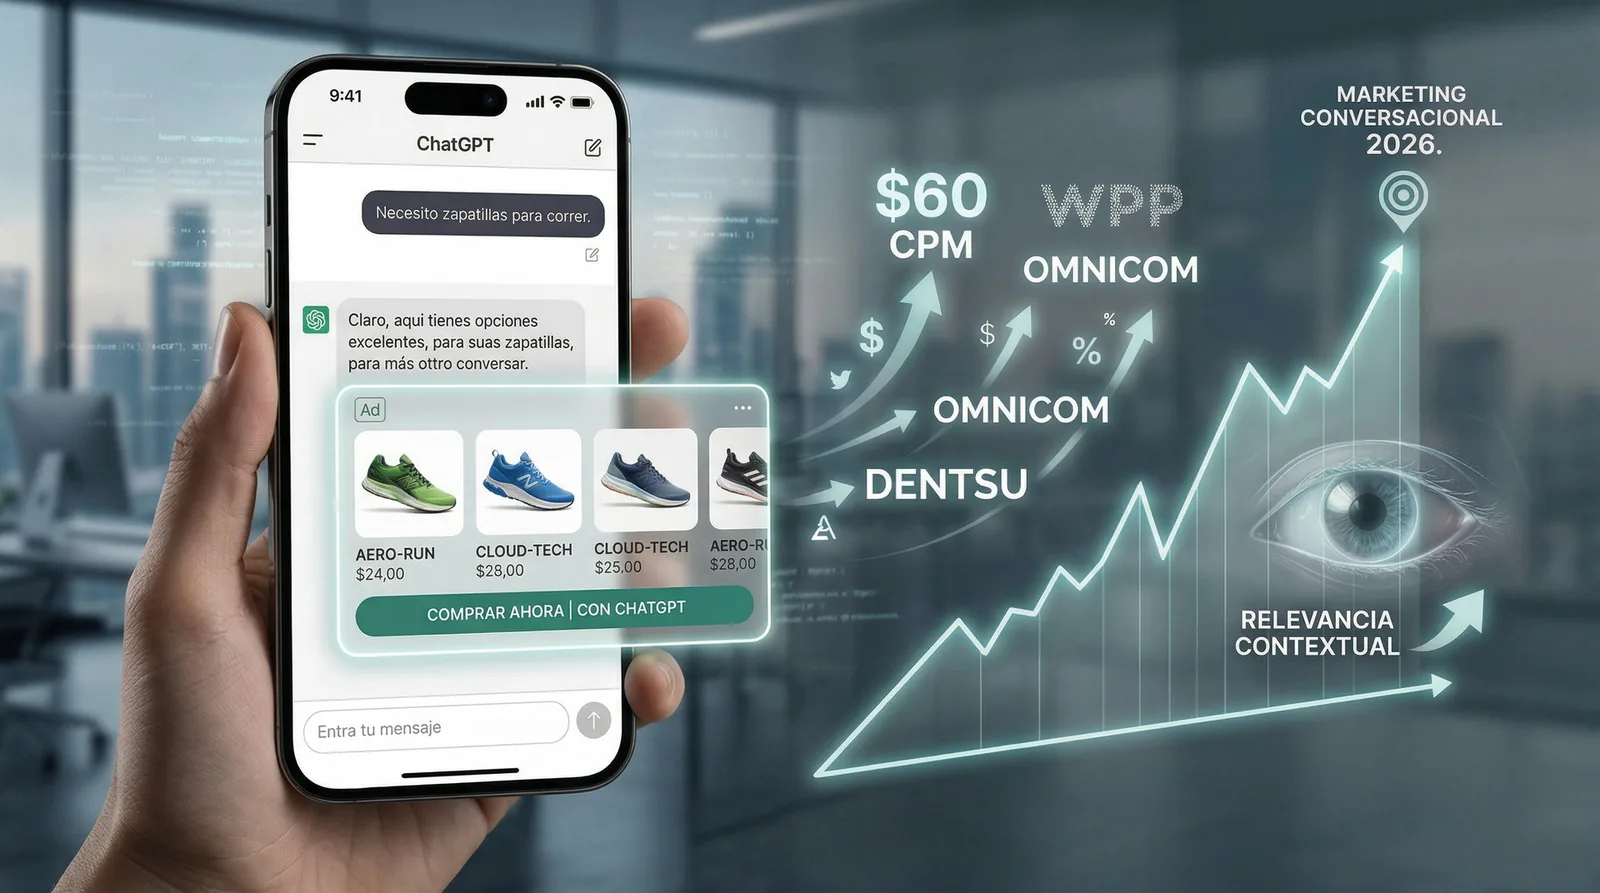 9:41
ChatGPT
Necesito zapatillas para correr.
Claro, aqui tienes opciones
excelentes, para suas zapatillas,
para más ottro conversar.
Ad
AERO-RUN
$24,00
CLOUD-TECH
$28,00
CLOUD-TECH
$25.00
AERO-R
$28,00
COMPRAR AHORA | CON CHATGPT
Entra tu mensaje
$60
CPM
WPP
OMNICOM
$
$
%
%
OMNICOM
DENTSU
MARKETING
CONVERSACIONAL
2026.
RELEVANCIA
CONTEXTUAL